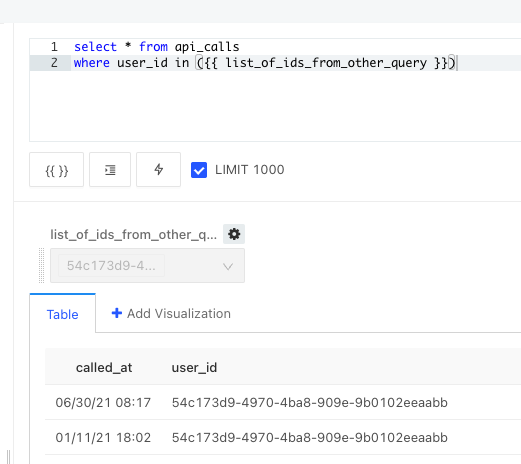 1 select * from api_calls
2 where user_id in ({{ list_of_ids_from_other_query }})
{{ }} LIMIT 1000
list_of_ids_from_other_q...
54c173d9-4...
Table + Add Visualization
called_at user_id
06/30/21 08:17 54c173d9-4970-4ba8-909e-9b0102eeaabb
01/11/21 18:02 54c173d9-4970-4ba8-909e-9b0102eeaabb